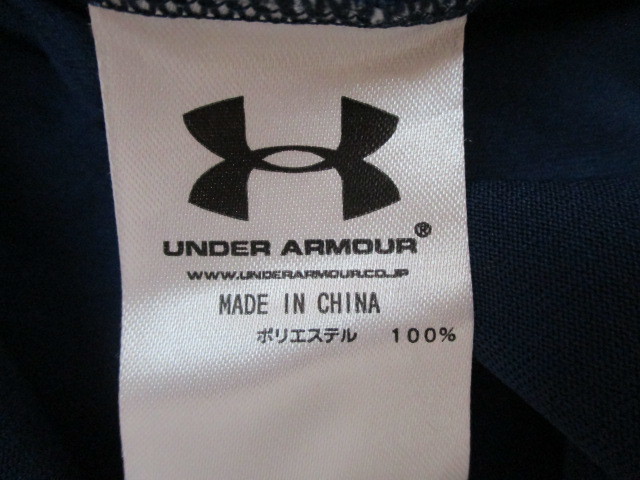 UNDER ARMOUR®
WWW.UNDERARMOUR.CO.JP
MADE IN CHINA
ポリエステル 100%